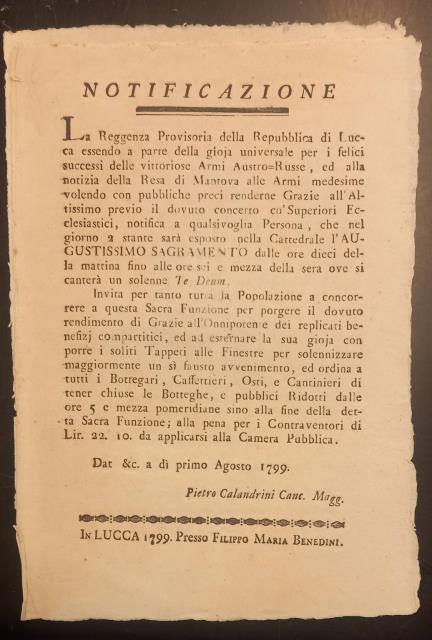 NOTIFICAZIONE
La Reggenza Provisoria della Repubblica di Luc-
ca essendo a parte della gioja universale per i felici
successi delle vittoriose Armi Austro=Russe, ed alla
notizia della Resa di Mantova alle Armi medesime
volendo con pubbliche preci renderne Grazie all'Al-
tissimo previo il dovuto concerto co' Superiori Ec-
clesiastici, notifica a qualsivoglia Persona, che nel
giorno 2 stante sarà esposto nella Cattedrale l'AU-
GUSTISSIMO SAGRAMENTO dalle ore dieci del-
la mattina fino alle ore sei e mezza della sera ove si
canterà un solenne Te Deum.
Invita per tanto tutta la Popolazione a concor-
rere a questa Sacra Funzione per porgere il dovuto
rendimento di Grazie all'Onnipotente dei replicati be-
nefizj compartitici, ed ad esternare la sua gioja con
porre i soliti Tappeti alle Finestre per solennizzare
maggiormente un sì fausto avvenimento, ed ordina a
tutti i Bottegari, Caffettieri, Osti, e Cantinieri di
tener chiuse le Botteghe, e pubblici Ridotti dalle
ore 5 e mezza pomeridiane sino alla fine della det-
ta Sacra Funzione; alla pena per i Contraventori di
Lir. 22. 10. da applicarsi alla Camera Pubblica.
Dat &c. a dì primo Agosto 1799.
Pietro Calandrini Canc. Magg.
IN LUCCA 1799. Presso FILIPPO MARIA BENEDINI.